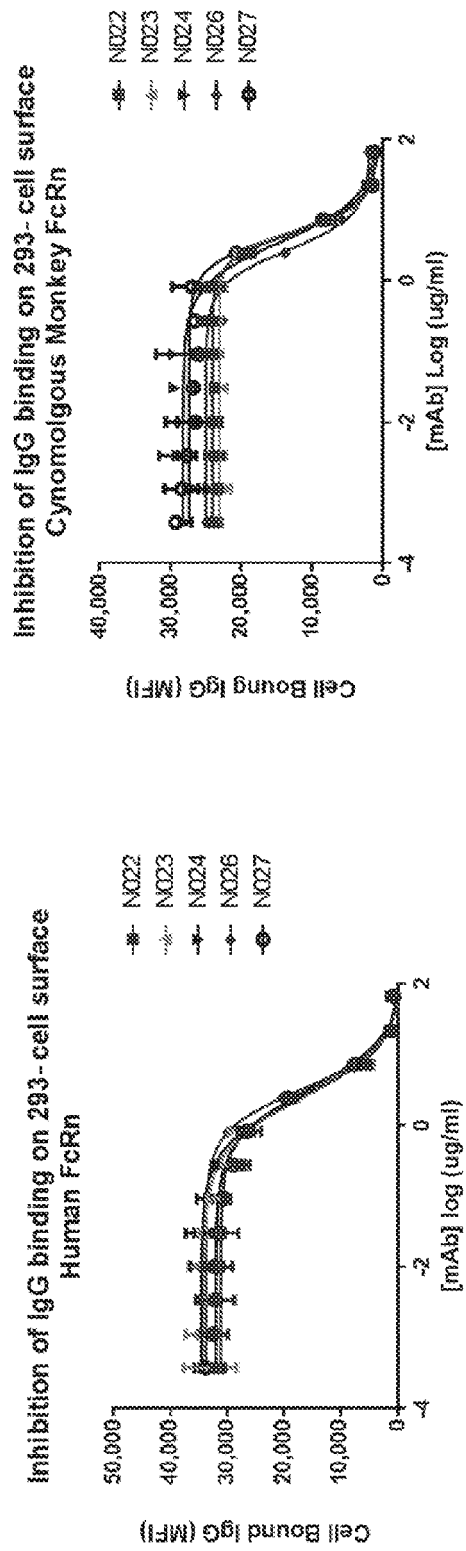 Inhibition of IgG binding on 293- cell surface
Human FcRn
Cell Bound IgG (MFI)
50,000
40,000
30,000
20,000
10,000
0
-4
-2
0
2
[mAb] log (ug/ml)
N022
N023
N024
N026
N027
Inhibition of IgG binding on 293- cell surface
Cynomolgous Monkey FcRn
Cell Boung IgG (MFI)
40,000
30,000
20,000
10,000
0
-4
-2
0
2
[mAb] Log (ug/ml)
N022
N023
N024
N026
N027